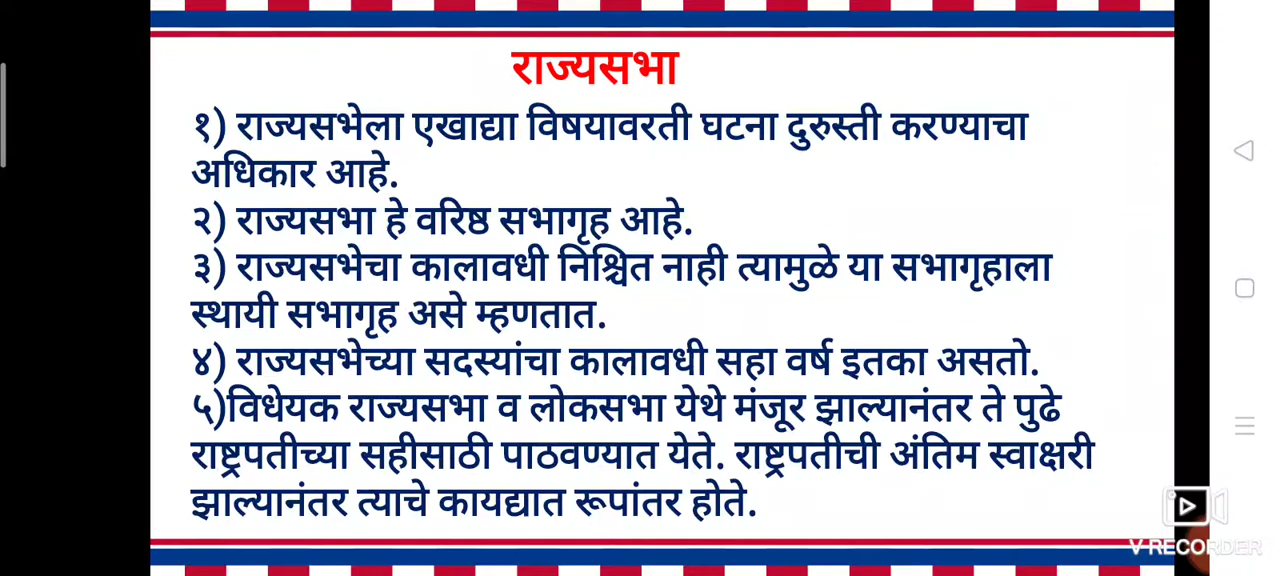 राज्यसभा
१) राज्यसभेला एखाद्या विषयावरती घटना दुरुस्ती करण्याचा
अधिकार आहे.
२) राज्यसभा हे वरिष्ठ सभागृह आहे.
३) राज्यसभेचा कालावधी निश्चित नाही त्यामुळे या सभागृहाला
स्थायी सभागृह असे म्हणतात.
४) राज्यसभेच्या सदस्यांचा कालावधी सहा वर्ष इतका असतो.
५)विधेयक राज्यसभा व लोकसभा येथे मंजूर झाल्यानंतर ते पुढे
राष्ट्रपतीच्या सहीसाठी पाठवण्यात येते. राष्ट्रपतीची अंतिम स्वाक्षरी
झाल्यानंतर त्याचे कायद्यात रूपांतर होते.
V RECORDER